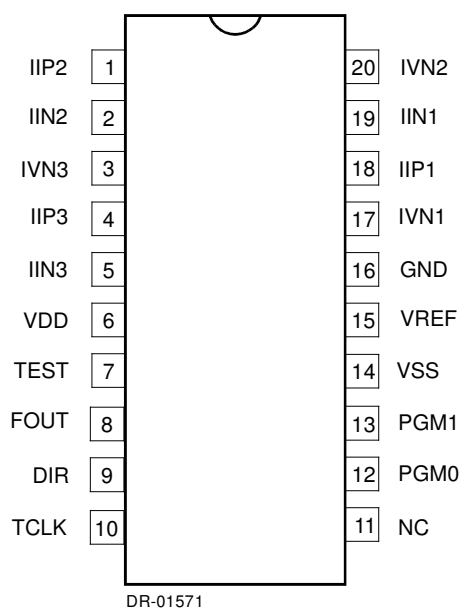 IIP2 1 20 IVN2
IIN2 2 19 IIN1
IVN3 3 18 IIP1
IIP3 4 17 IVN1
IIN3 5 16 GND
VDD 6 15 VREF
TEST 7 14 VSS
FOUT 8 13 PGM1
DIR 9 12 PGM0
TCLK 10 11 NC
DR-01571